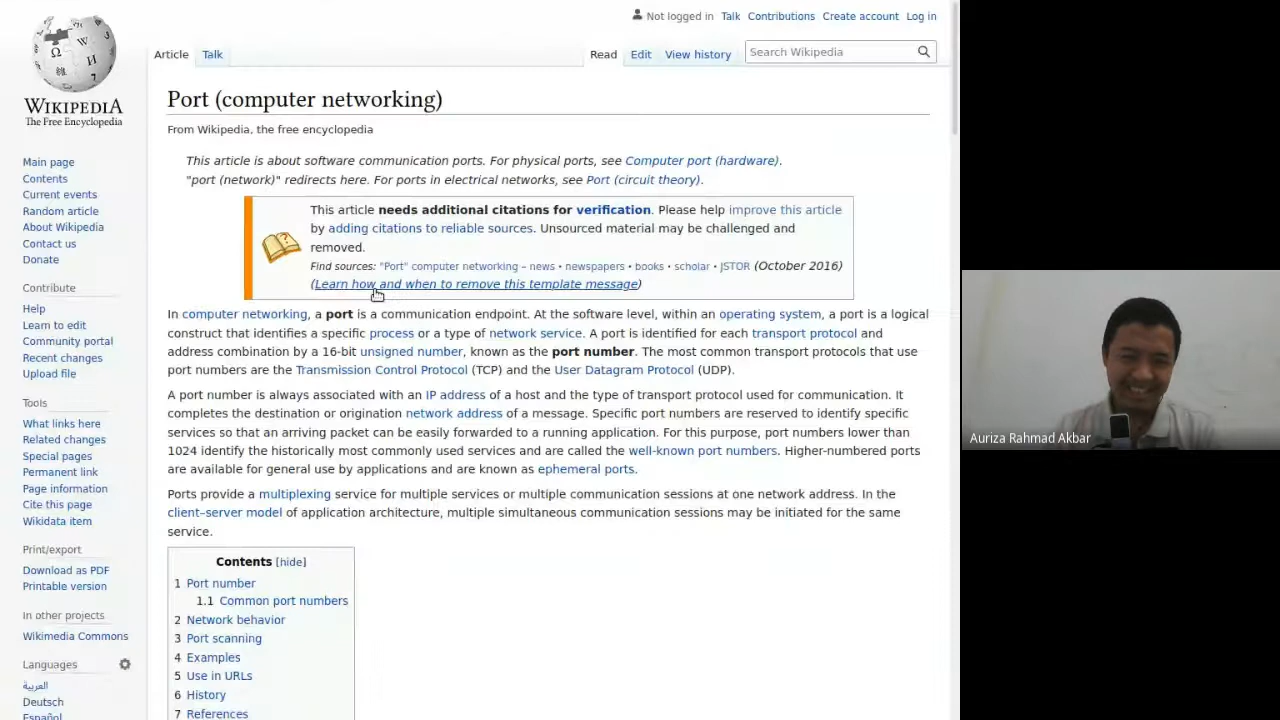 Not logged in Talk Contributions Create account Log in
Article Talk Read Edit View history Search Wikipedia
WIKIPEDIA
The Free Encyclopedia
Main page
Contents
Current events
Random article
About Wikipedia
Contact us
Donate
Contribute
Help
Learn to edit
Community portal
Recent changes
Upload file
Tools
What links here
Related changes
Special pages
Permanent link
Page information
Cite this page
Wikidata item
Print/export
Download as PDF
Printable version
In other projects
Wikimedia Commons
Languages
العربية
Deutsch
Español
Port (computer networking)
From Wikipedia, the free encyclopedia
This article is about software communication ports. For physical ports, see Computer port (hardware).
"port (network)" redirects here. For ports in electrical networks, see Port (circuit theory).
This article needs additional citations for verification. Please help improve this article
by adding citations to reliable sources. Unsourced material may be challenged and
removed.
Find sources: "Port" computer networking – news • newspapers • books • scholar • JSTOR (October 2016)
(Learn how and when to remove this template message)
In computer networking, a port is a communication endpoint. At the software level, within an operating system, a port is a logical
construct that identifies a specific process or a type of network service. A port is identified for each transport protocol and
address combination by a 16-bit unsigned number, known as the port number. The most common transport protocols that use
port numbers are the Transmission Control Protocol (TCP) and the User Datagram Protocol (UDP).
A port number is always associated with an IP address of a host and the type of transport protocol used for communication. It
completes the destination or origination network address of a message. Specific port numbers are reserved to identify specific
services so that an arriving packet can be easily forwarded to a running application. For this purpose, port numbers lower than
1024 identify the historically most commonly used services and are called the well-known port numbers. Higher-numbered ports
are available for general use by applications and are known as ephemeral ports.
Ports provide a multiplexing service for multiple services or multiple communication sessions at one network address. In the
client–server model of application architecture, multiple simultaneous communication sessions may be initiated for the same
service.
Contents [hide]
1 Port number
1.1 Common port numbers
2 Network behavior
3 Port scanning
4 Examples
5 Use in URLs
6 History
7 References
Auriza Rahmad Akbar